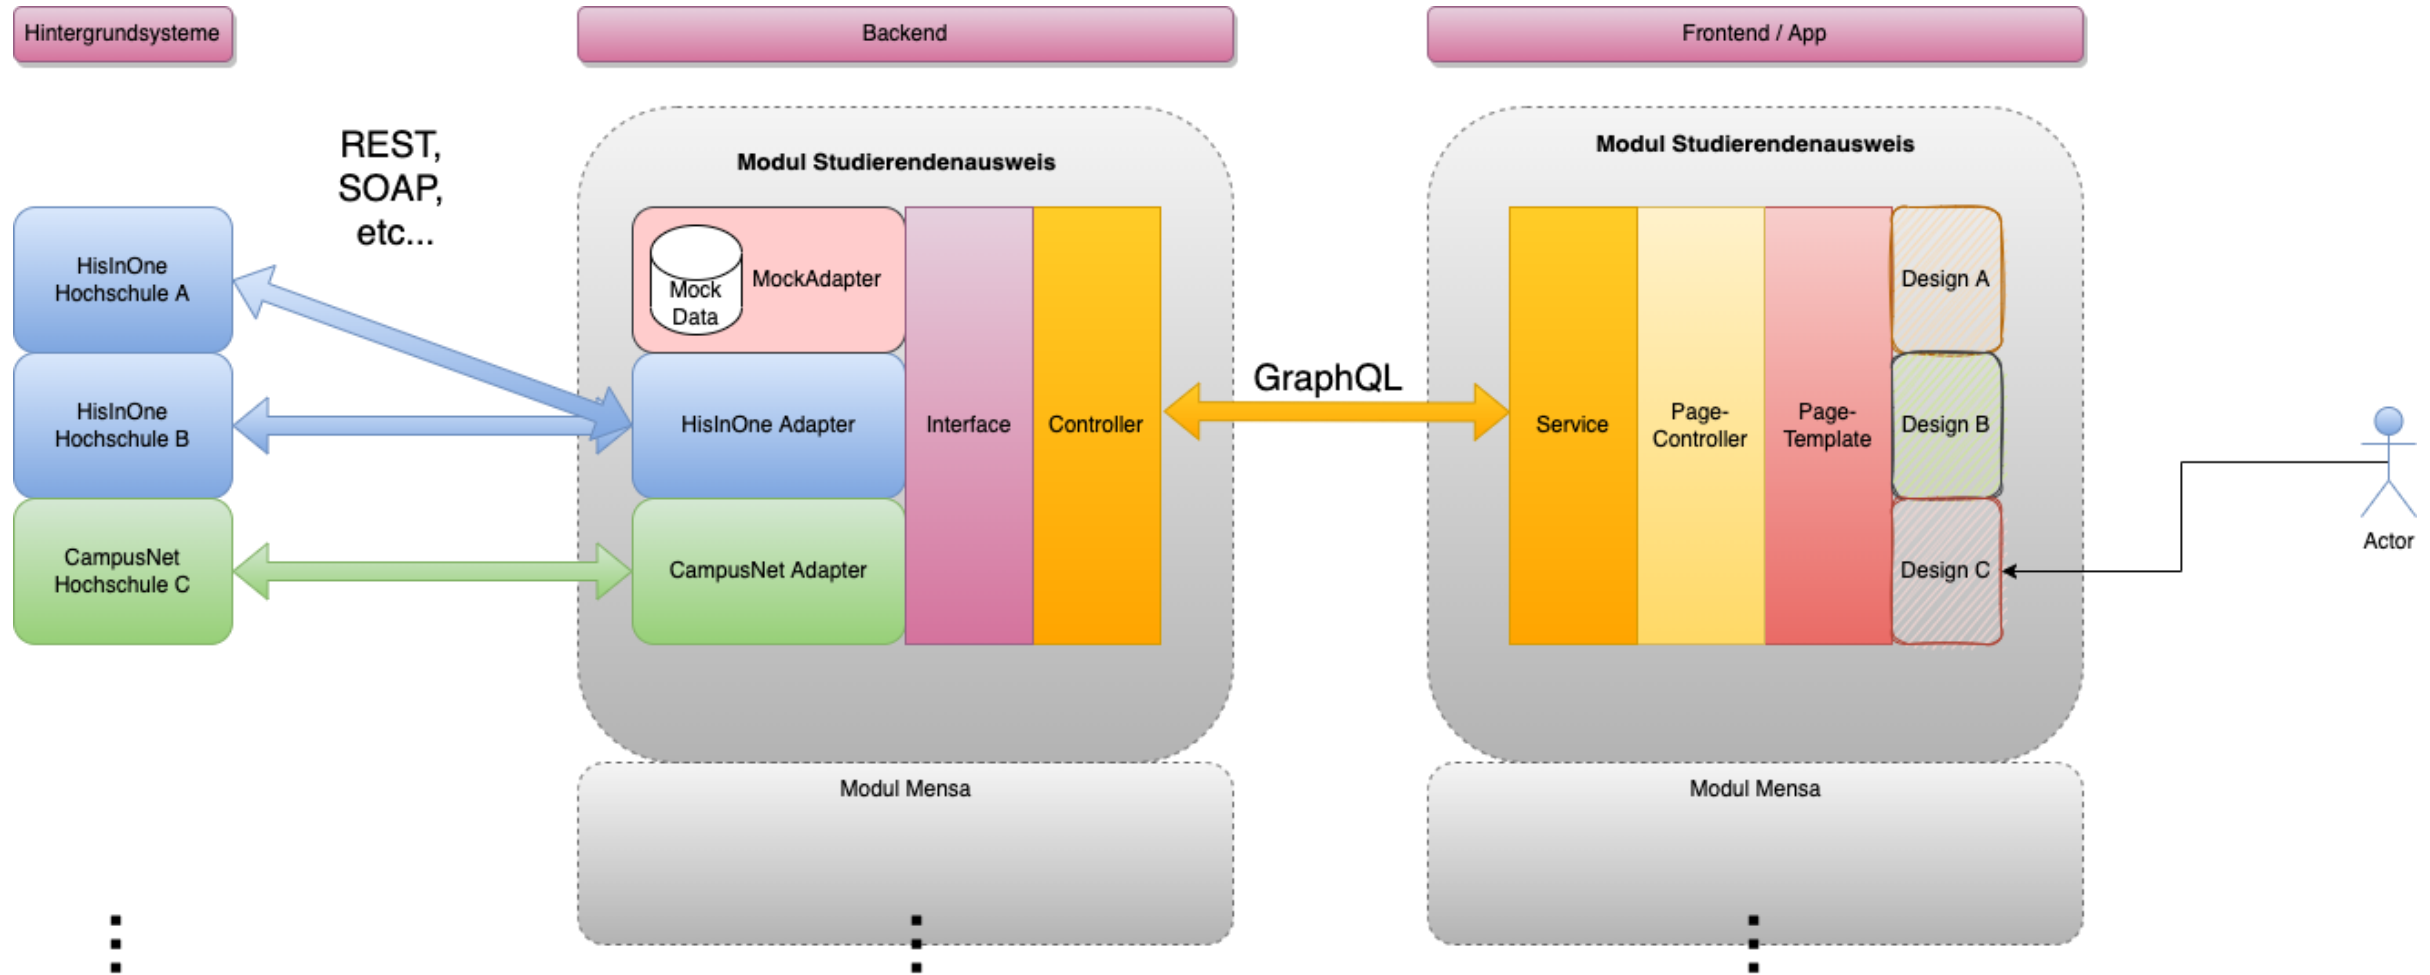 Hintergrundsysteme
Backend
Frontend / App
REST,
SOAP,
etc...
HisInOne
Hochschule A
HisInOne
Hochschule B
CampusNet
Hochschule C
Modul Studierendenausweis
Mock
Data
MockAdapter
HisInOne Adapter
CampusNet Adapter
Interface
Controller
GraphQL
Modul Studierendenausweis
Service
Page-
Controller
Page-
Template
Design A
Design B
Design C
Actor
Modul Mensa
Modul Mensa